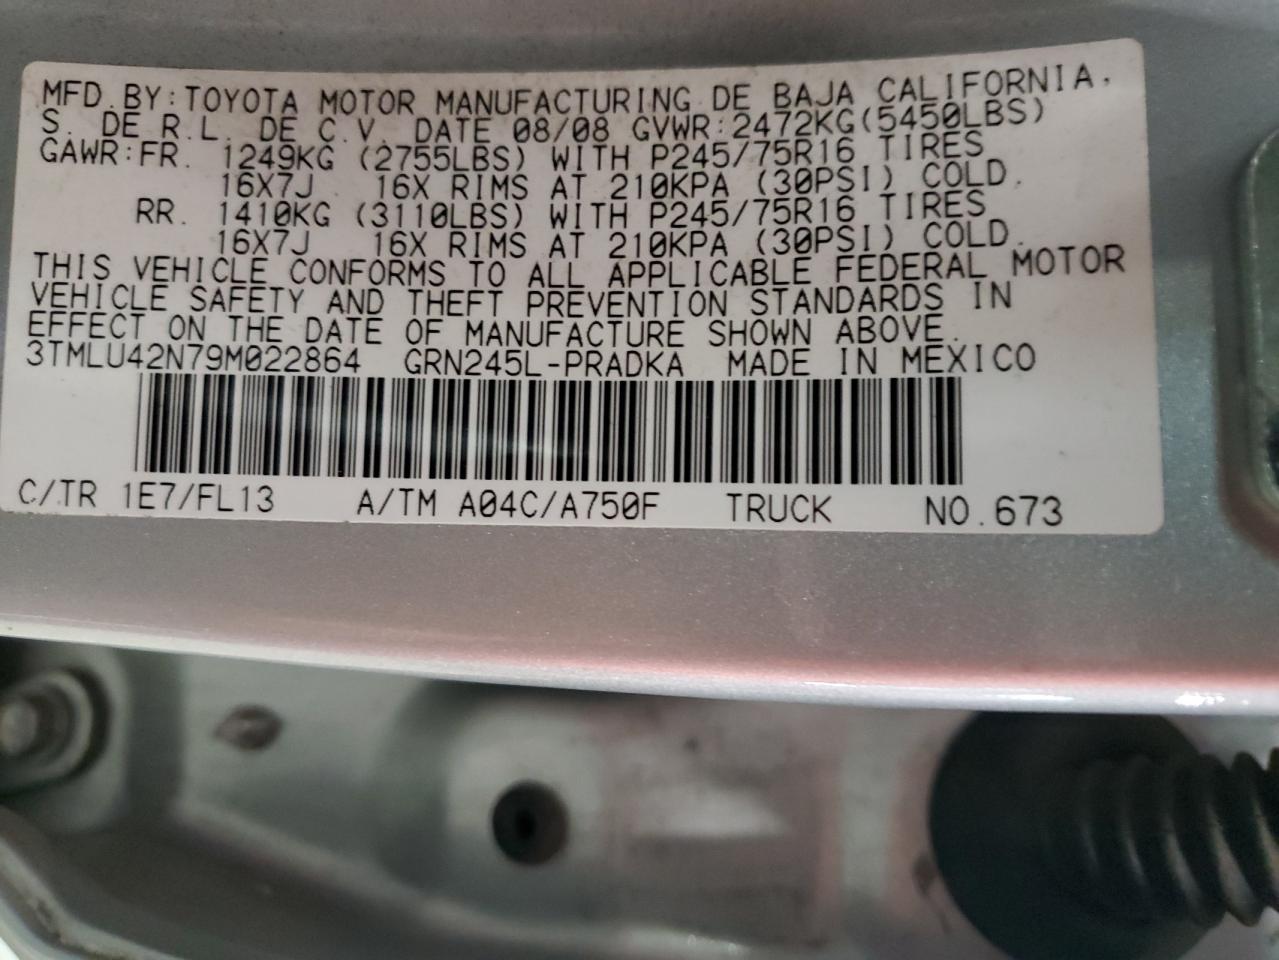 MFD. BY: TOYOTA MOTOR MANUFACTURING DE BAJA CALIFORNIA,
S. DE R.L. DE C.V. DATE 08/08 GVWR:2472KG(5450LBS)
GAWR:FR. 1249KG (2755LBS) WITH P245/75R16 TIRES
16X7J 16X RIMS AT 210KPA (30PSI) COLD.
RR. 1410KG (3110LBS) WITH P245/75R16 TIRES
16X7J 16X RIMS AT 210KPA (30PSI) COLD.
THIS VEHICLE CONFORMS TO ALL APPLICABLE FEDERAL MOTOR
VEHICLE SAFETY AND THEFT PREVENTION STANDARDS IN
EFFECT ON THE DATE OF MANUFACTURE SHOWN ABOVE.
3TMLU42N79M022864 GRN245L-PRADKA MADE IN MEXICO
C/TR 1E7/FL13 A/TM A04C/A750F TRUCK NO.673